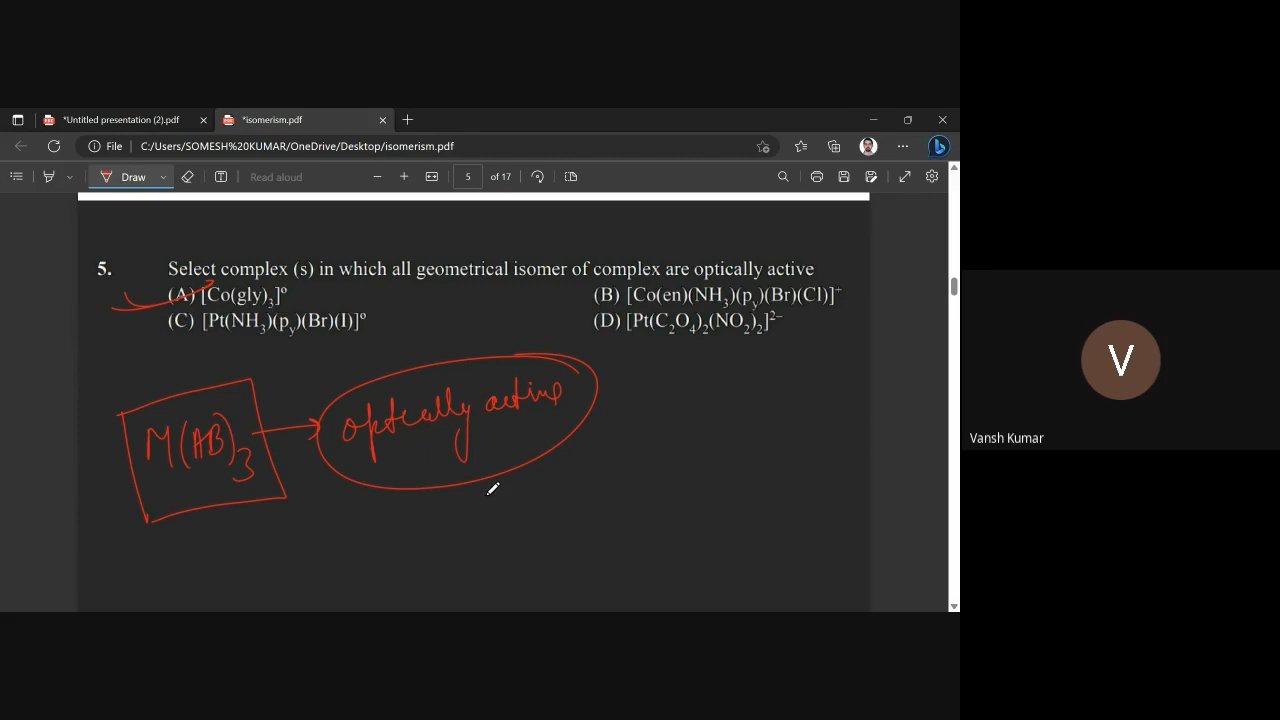 *Untitled presentation (2).pdf
*isomerism.pdf
File
C:/Users/SOMESH%20KUMAR/OneDrive/Desktop/isomerism.pdf
Draw
Read aloud
5 of 17
5. Select complex (s) in which all geometrical isomer of complex are optically active
(A) [Co(gly)₃]º (B) [Co(en)(NH₃)(pᵧ)(Br)(Cl)]⁺
(C) [Pt(NH₃)(pᵧ)(Br)(I)]º (D) [Pt(C₂O₄)₂(NO₂)₂]²⁻
M(AB)₃ → optically active
V
Vansh Kumar